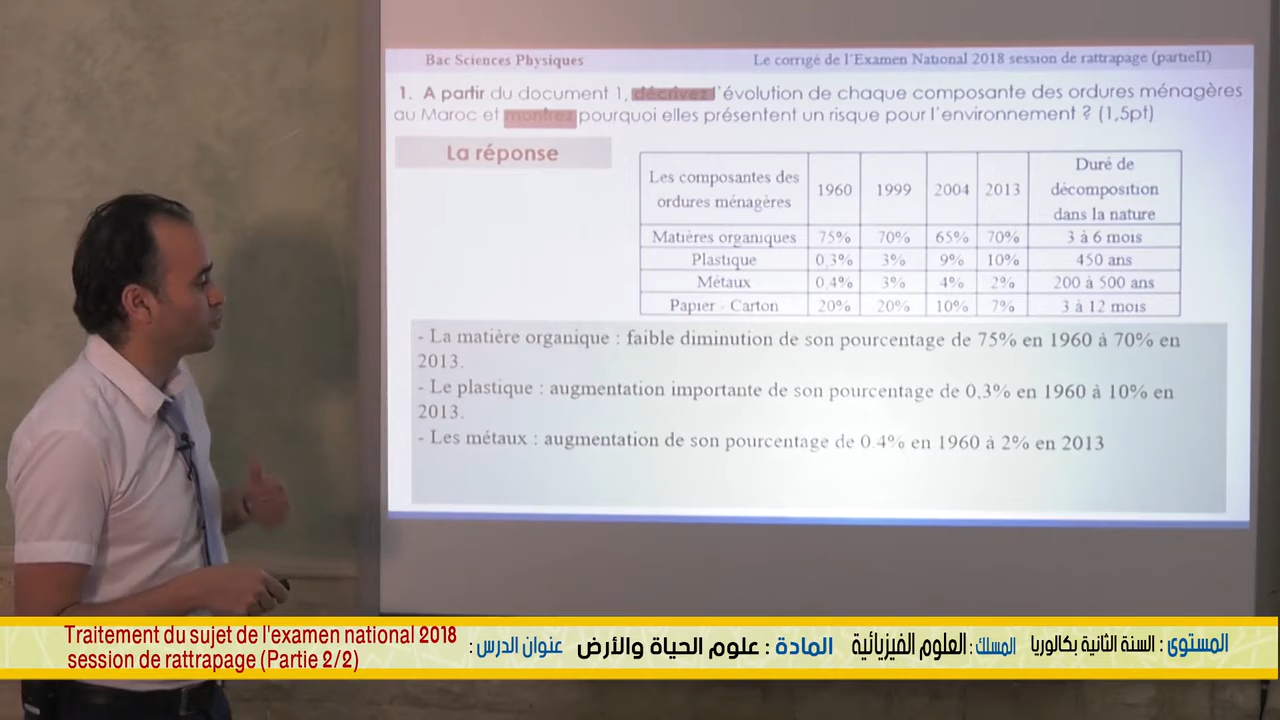 Bac Sciences Physiques
Le corrigé de l'Examen National 2018 session de rattrapage (partieII)
1. A partir du document 1, décrivez l'évolution de chaque composante des ordures ménagères
au Maroc et montrez pourquoi elles présentent un risque pour l'environnement ? (1,5pt)
La réponse
Les composantes des ordures ménagères 1960 1999 2004 2013 Duré de décomposition dans la nature
Matières organiques 75% 70% 65% 70% 3 à 6 mois
Plastique 0,3% 3% 9% 10% 450 ans
Métaux 0,4% 3% 4% 2% 200 à 500 ans
Papier - Carton 20% 20% 10% 7% 3 à 12 mois
- La matière organique : faible diminution de son pourcentage de 75% en 1960 à 70% en
2013.
- Le plastique : augmentation importante de son pourcentage de 0,3% en 1960 à 10% en
2013.
- Les métaux : augmentation de son pourcentage de 0,4% en 1960 à 2% en 2013
المستوى : السنة الثانية بكالوريا المسلك : العلوم الفيزيائية المادة : علوم الحياة والأرض عنوان الدرس :
Traitement du sujet de l'examen national 2018
session de rattrapage (Partie 2/2)